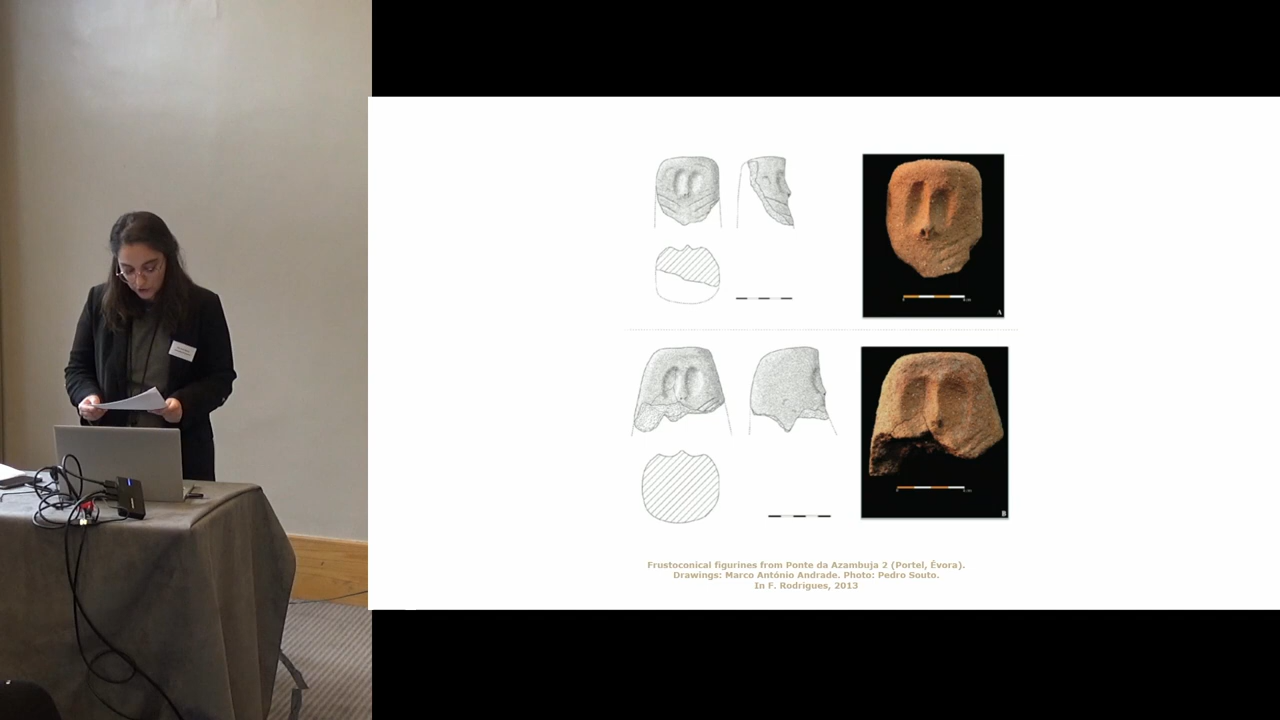 A
B
Frustoconical figurines from Ponte da Azambuja 2 (Portel, Évora).
Drawings: Marco António Andrade. Photo: Pedro Souto.
In F. Rodrigues, 2013